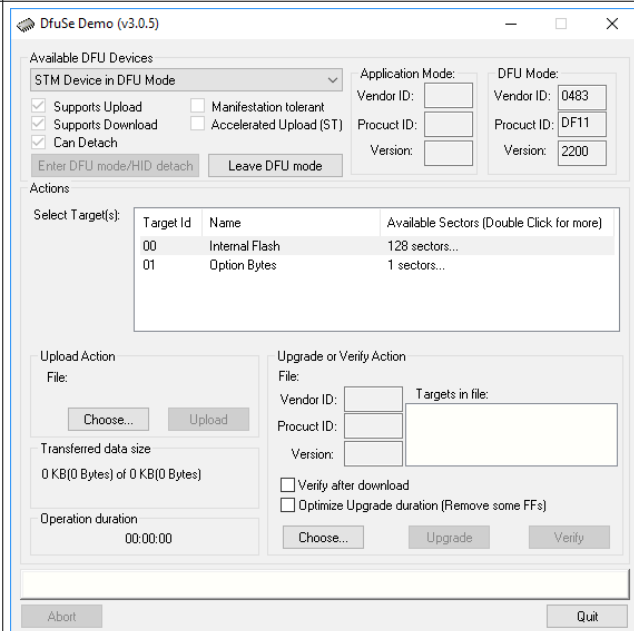 DfuSe Demo (v3.0.5)
Available DFU Devices
STM Device in DFU Mode
Supports Upload
Manifestation tolerant
Supports Download
Accelerated Upload (ST)
Can Detach
Enter DFU mode/HID detach
Leave DFU mode
Application Mode:
Vendor ID:
Procuct ID:
Version:
DFU Mode:
Vendor ID: 0483
Procuct ID: DF11
Version: 2200
Actions
Select Target(s):
Target Id Name Available Sectors (Double Click for more)
00 Internal Flash 128 sectors...
01 Option Bytes 1 sectors...
Upload Action
File:
Choose... Upload
Transferred data size
0 KB(0 Bytes) of 0 KB(0 Bytes)
Operation duration
00:00:00
Upgrade or Verify Action
File:
Vendor ID:
Procuct ID:
Version:
Targets in file:
Verify after download
Optimize Upgrade duration (Remove some FFs)
Choose... Upgrade Verify
Abort Quit